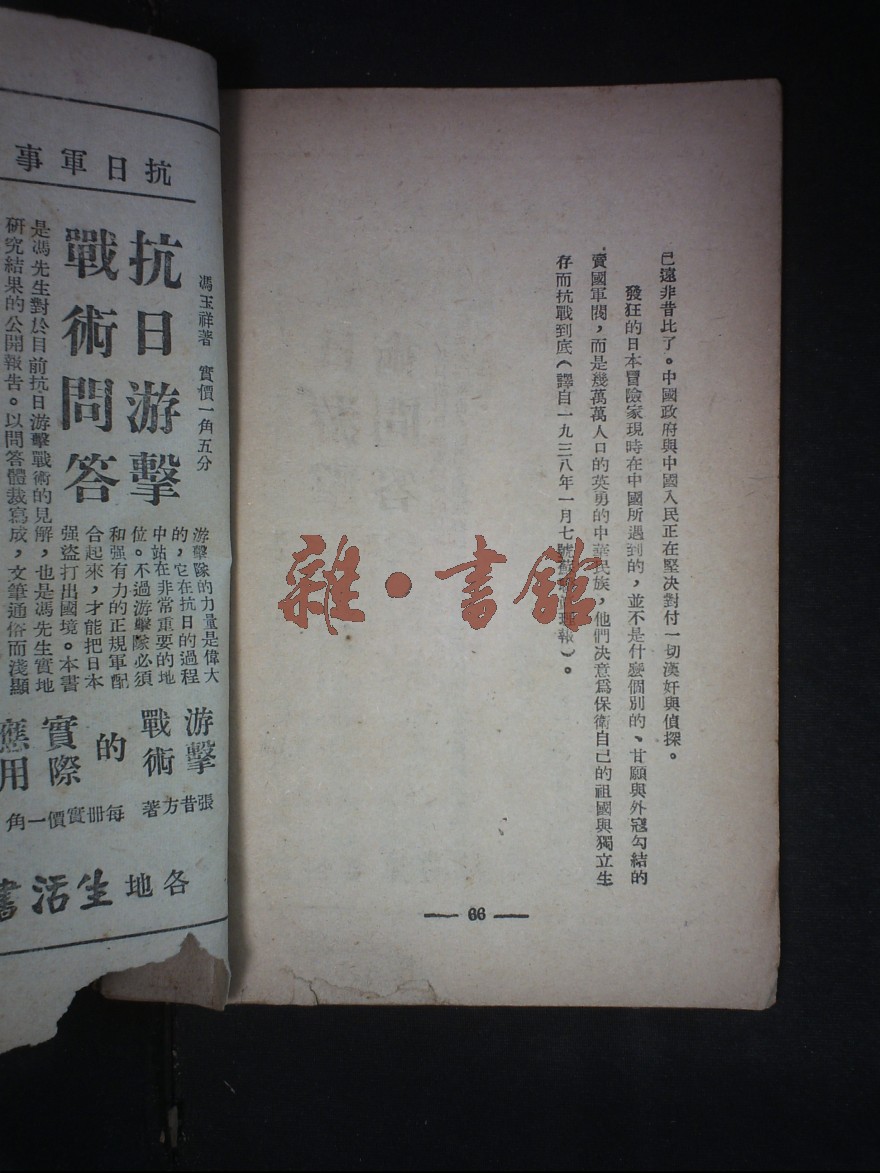 已遠非昔比了。中國政府與中國人民正在堅決對付一切漢奸與偵探。
發狂的日本冒險家現時在中國所遇到的，並不是什麼個別的、甘願與外寇勾結的
賣國軍閥，而是幾萬萬人口的英勇的中華民族，他們決意爲保衛自己的祖國與獨立生
存而抗戰到底（譯自一九三八年一月七號
報）。
— 66 —
雜·書館
抗日軍事
馮玉祥著 實價一角五分
抗日游擊
戰術問答
是馮先生對於目前抗日游擊戰術的見解，也是馮先生實地
研究結果的公開報告。以問答體裁寫成，文筆通俗而淺顯
游擊隊的力量是偉大
的，它在抗日的過程
中站在非常重要的地
位。不過游擊隊必須
和强有力的正規軍配
合起來，才能把日本
强盜打出國境。本書
游擊
戰術
的
實際
應用
張昔方著 每冊實價一角
各地生活書